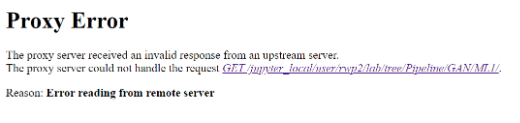 Proxy Error
The proxy server received an invalid response from an upstream server.
The proxy server could not handle the request GET /jupyter_local/user/rwp2/lab/tree/Pipeline/GAN/ML1/.
Reason: Error reading from remote server